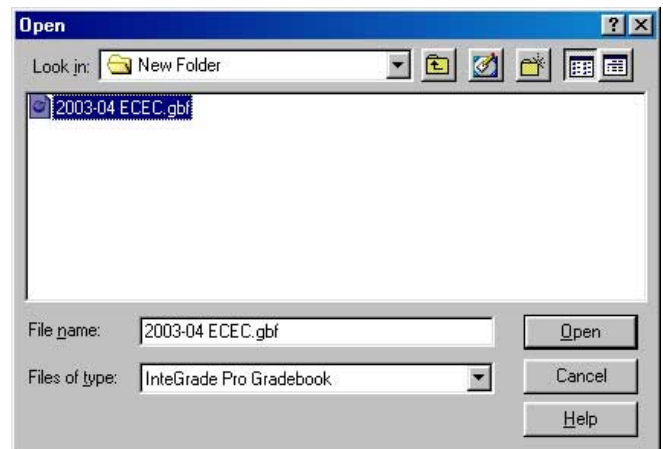 Open ? ×
Look in: New Folder
2003-04 ECEC.gbf
File name: 2003-04 ECEC.gbf Open
Files of type: InteGrade Pro Gradebook Cancel
Help